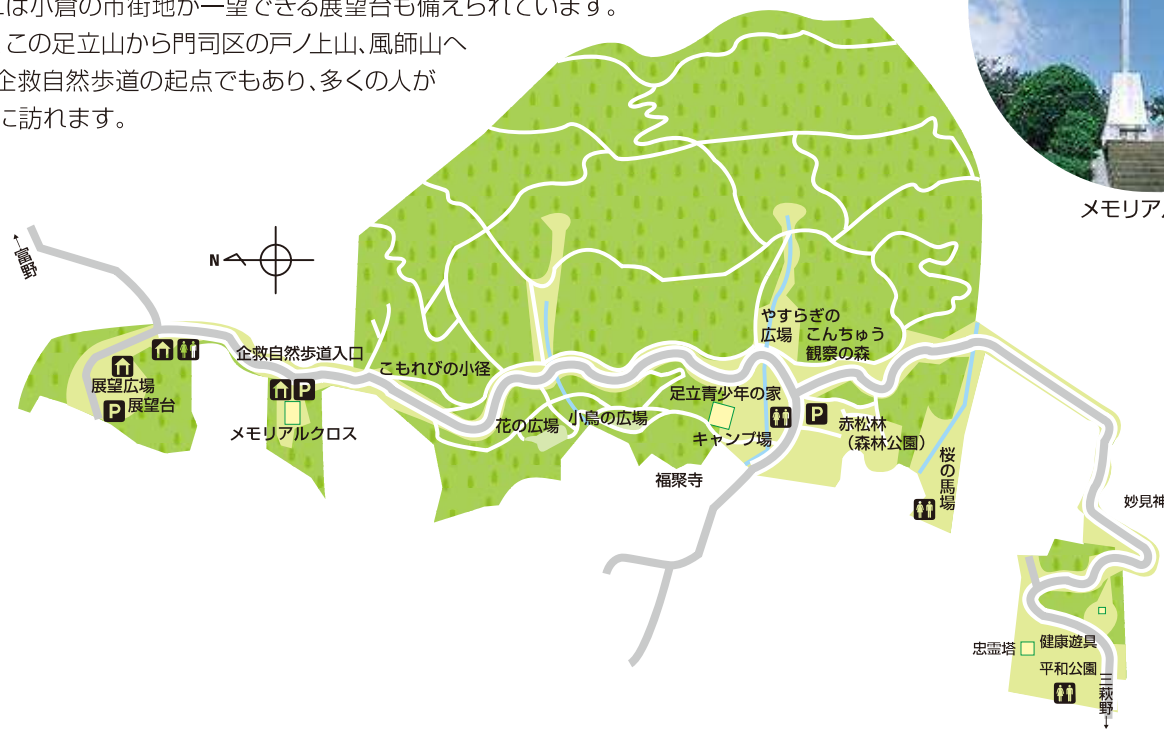 は小倉の市街地が一望できる展望台も備えられています。
この足立山から門司区の戸ノ上山、風師山へ
企救自然歩道の起点でもあり、多くの人が
に訪れます。
メモリア
富野
N
企救自然歩道入口
展望広場
P
展望台
P
メモリアルクロス
こもれびの小径
花の広場
小鳥の広場
やすらぎの
広場
こんちゅう
観察の森
足立青少年の家
キャンプ場
P
赤松林
(森林公園)
福聚寺
桜の馬場
妙見神
忠霊塔
健康遊具
平和公園
三萩野